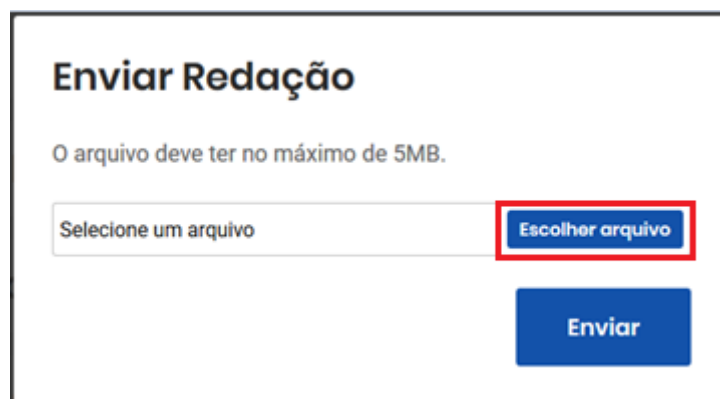 Enviar Redação
O arquivo deve ter no máximo de 5MB.
Selecione um arquivo Escolher arquivo
Enviar